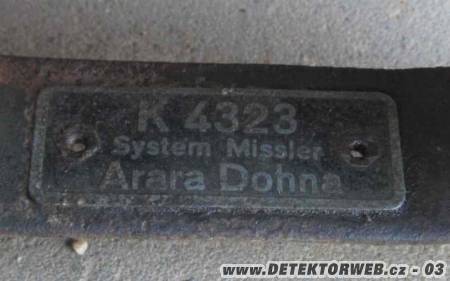 K 4323
System Missler
Arara Dohna
www.DETEKTORWEB.cz - 03